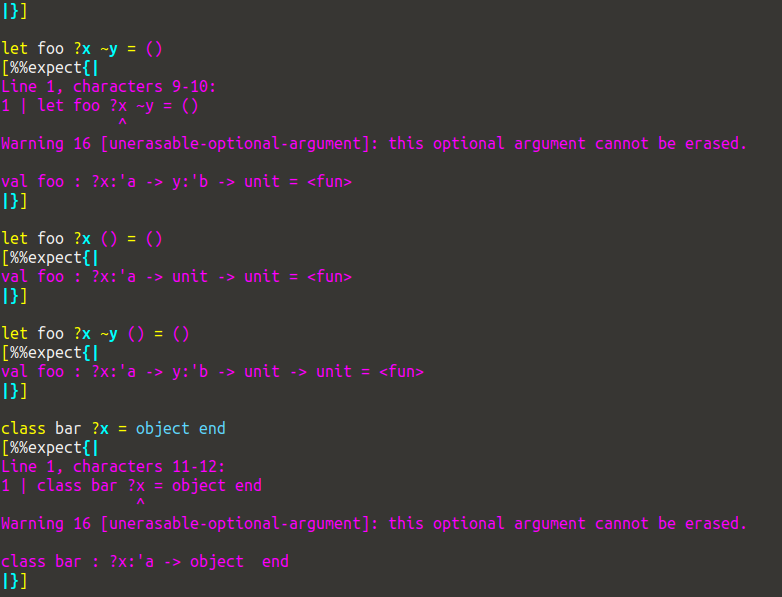 |}]
let foo ?x ~y = ()
[%%expect{|
Line 1, characters 9-10:
1 | let foo ?x ~y = ()
             ^
Warning 16 [unerasable-optional-argument]: this optional argument cannot be erased.
val foo : ?x:'a -> y:'b -> unit = <fun>
|}]
let foo ?x () = ()
[%%expect{|
val foo : ?x:'a -> unit -> unit = <fun>
|}]
let foo ?x ~y () = ()
[%%expect{|
val foo : ?x:'a -> y:'b -> unit -> unit = <fun>
|}]
class bar ?x = object end
[%%expect{|
Line 1, characters 11-12:
1 | class bar ?x = object end
               ^
Warning 16 [unerasable-optional-argument]: this optional argument cannot be erased.
class bar : ?x:'a -> object  end
|}]